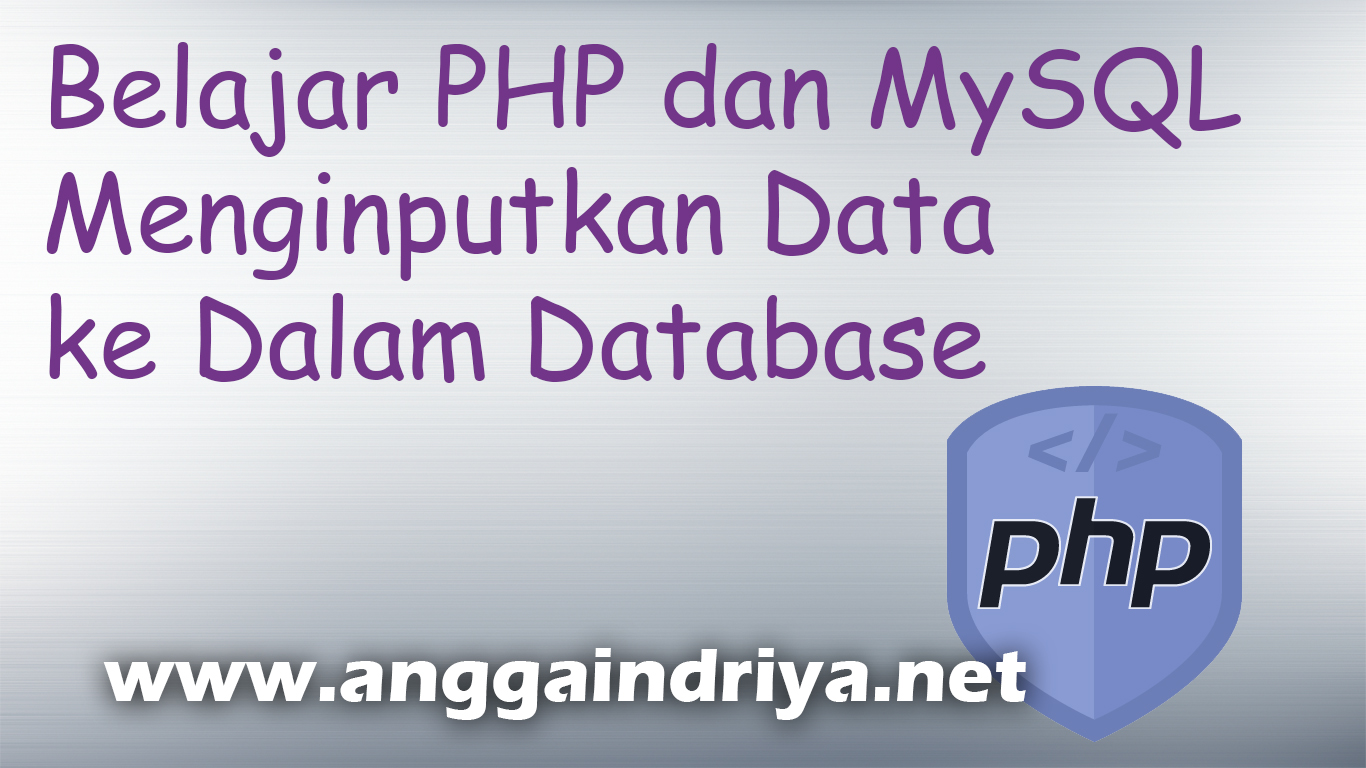 Belajar PHP dan MySQL
Menginputkan Data
ke Dalam Database
</>
php
www.anggaindriya.net